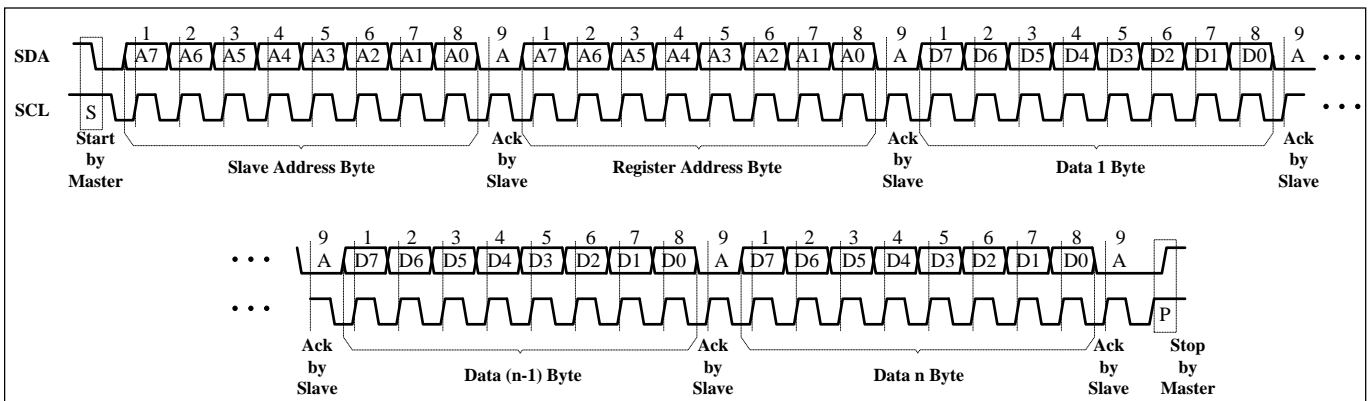 1 2 3 4 5 6 7 8 9 1 2 3 4 5 6 7 8 9 1 2 3 4 5 6 7 8 9
SDA A7 A6 A5 A4 A3 A2 A1 A0 A A7 A6 A5 A4 A3 A2 A1 A0 A D7 D6 D5 D4 D3 D2 D1 D0 A • • •
SCL S • • •
Start by Master
Slave Address Byte
Ack by Slave
Register Address Byte
Ack by Slave
Data 1 Byte
Ack by Slave
9 1 2 3 4 5 6 7 8 9 1 2 3 4 5 6 7 8 9
• • • A D7 D6 D5 D4 D3 D2 D1 D0 A D7 D6 D5 D4 D3 D2 D1 D0 A
• • • P
Ack by Slave
Data (n-1) Byte
Ack by Slave
Data n Byte
Ack by Slave
Stop by Master